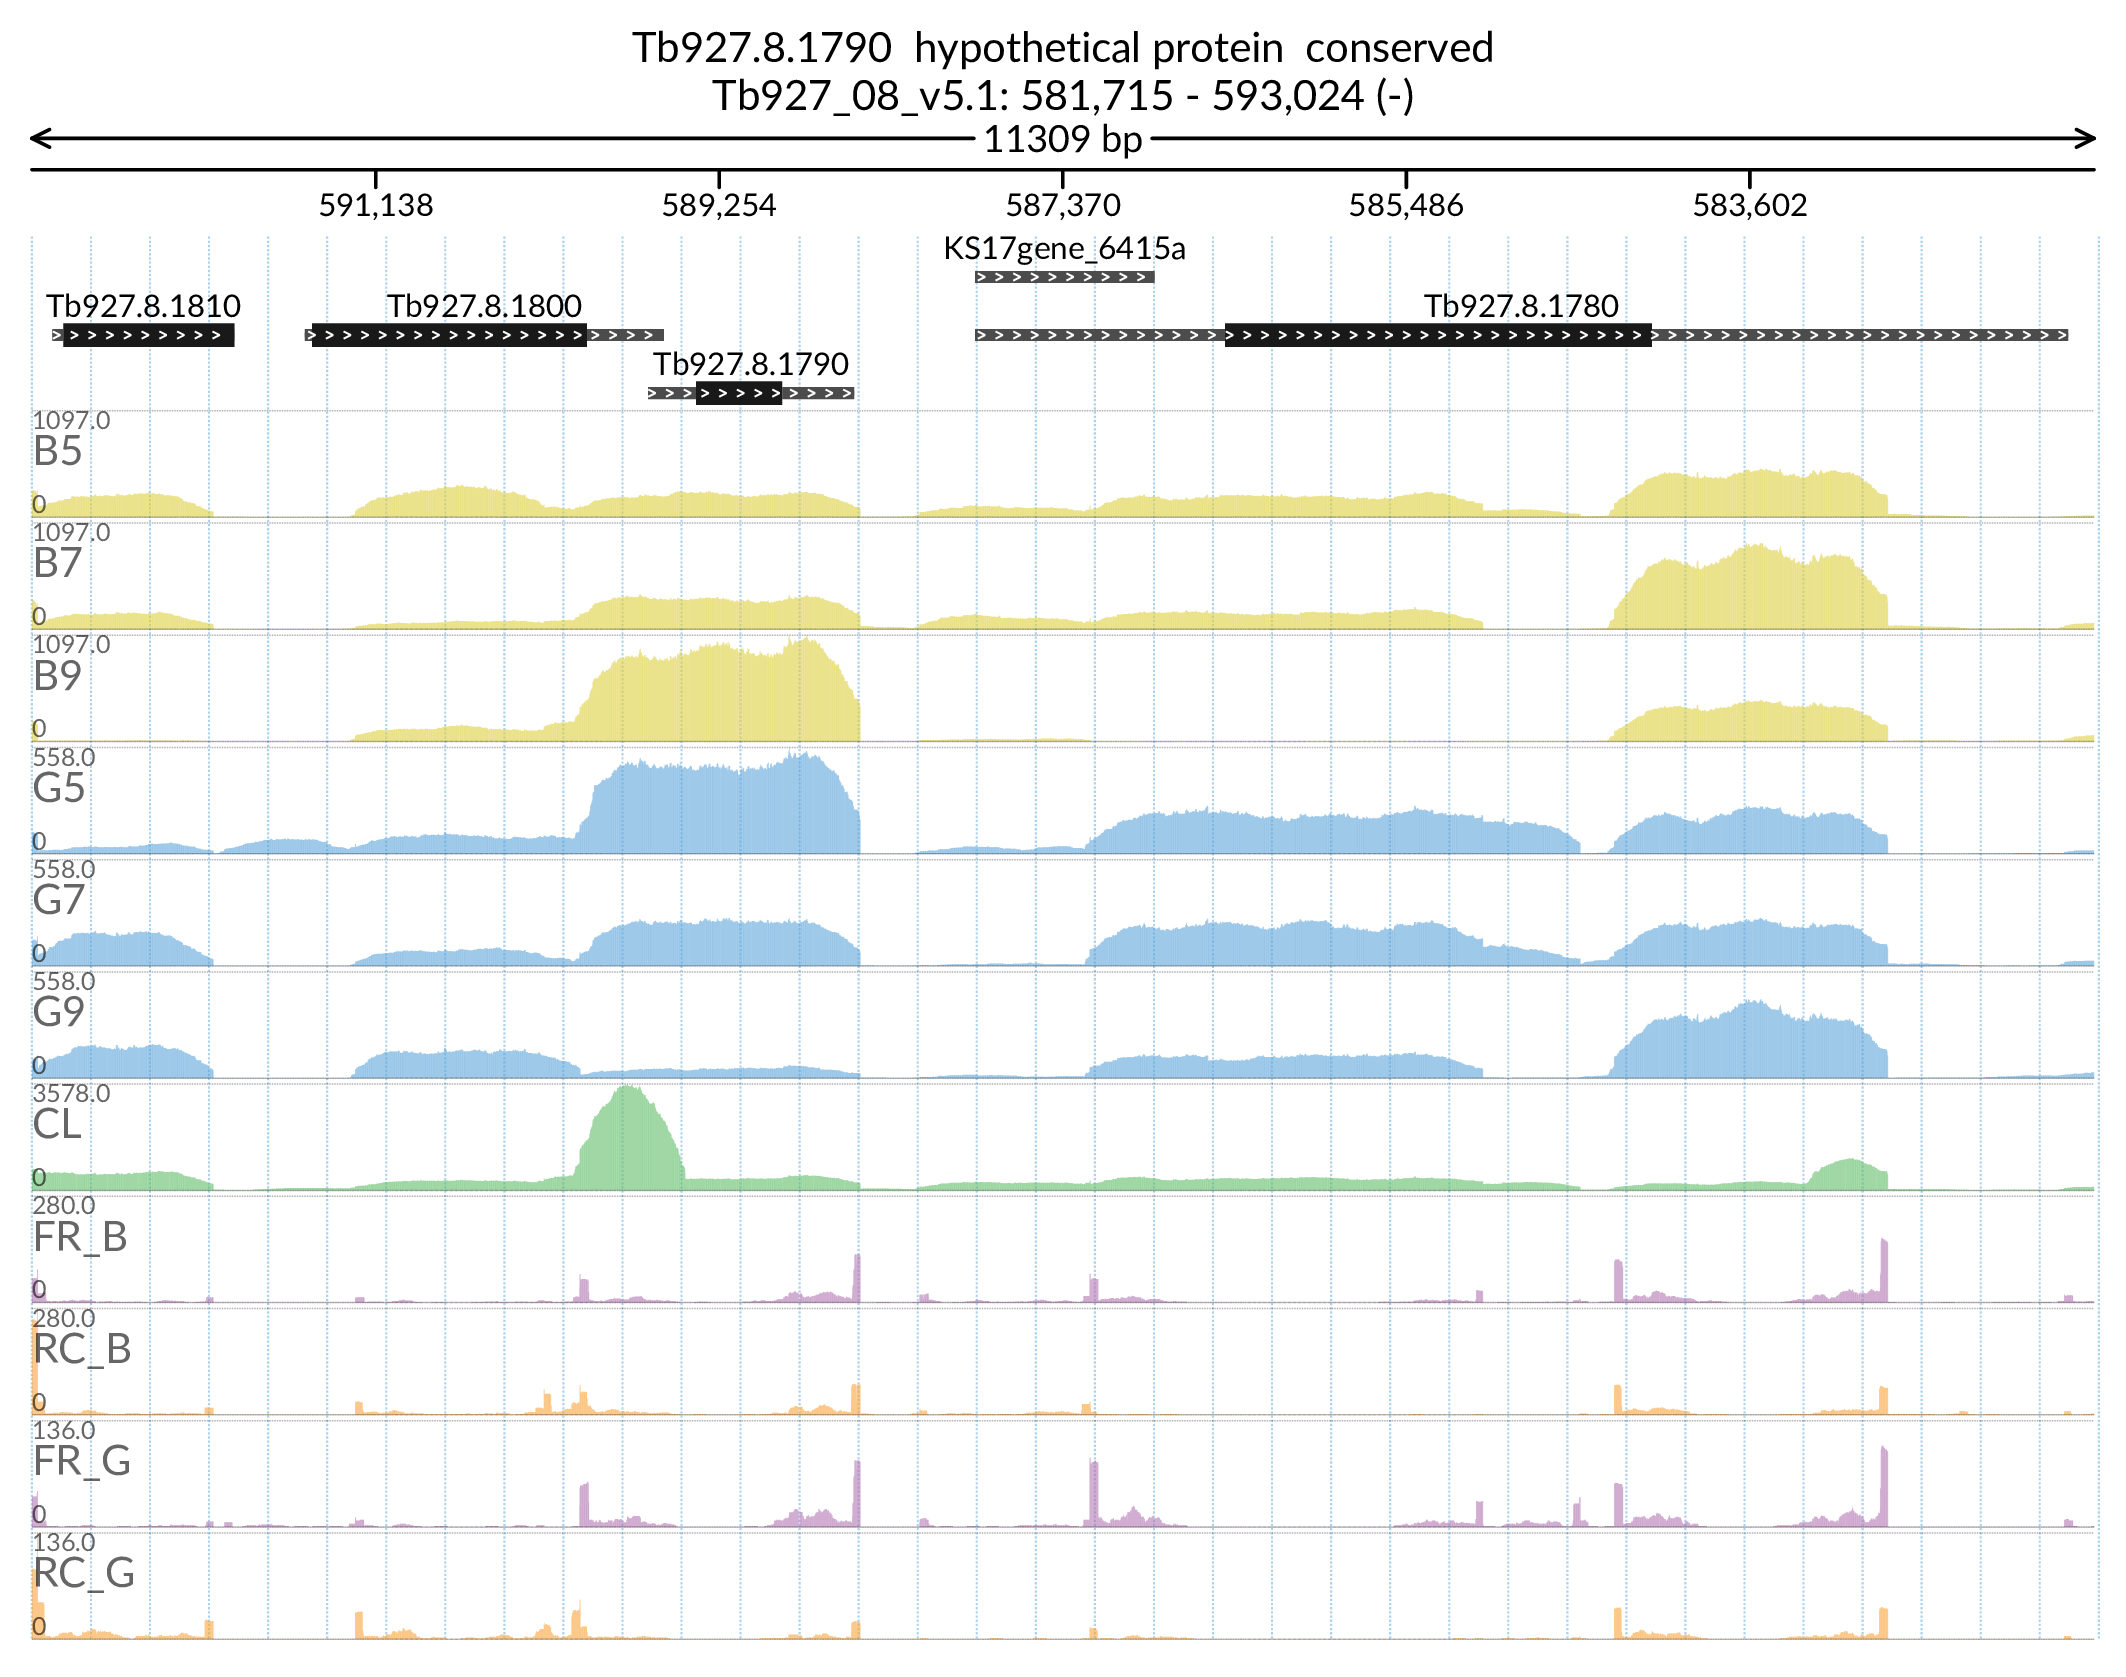 Tb927.8.1790  hypothetical protein  conserved
Tb927_08_v5.1: 581,715 - 593,024 (-)
11309 bp
591,138 589,254 587,370 585,486 583,602
KS17gene_6415a
Tb927.8.1810 Tb927.8.1800 Tb927.8.1780
Tb927.8.1790
1097.0
B5
0
1097.0
B7
0
1097.0
B9
0
558.0
G5
0
558.0
G7
0
558.0
G9
0
3578.0
CL
0
280.0
FR_B
0
280.0
RC_B
0
136.0
FR_G
0
136.0
RC_G
0